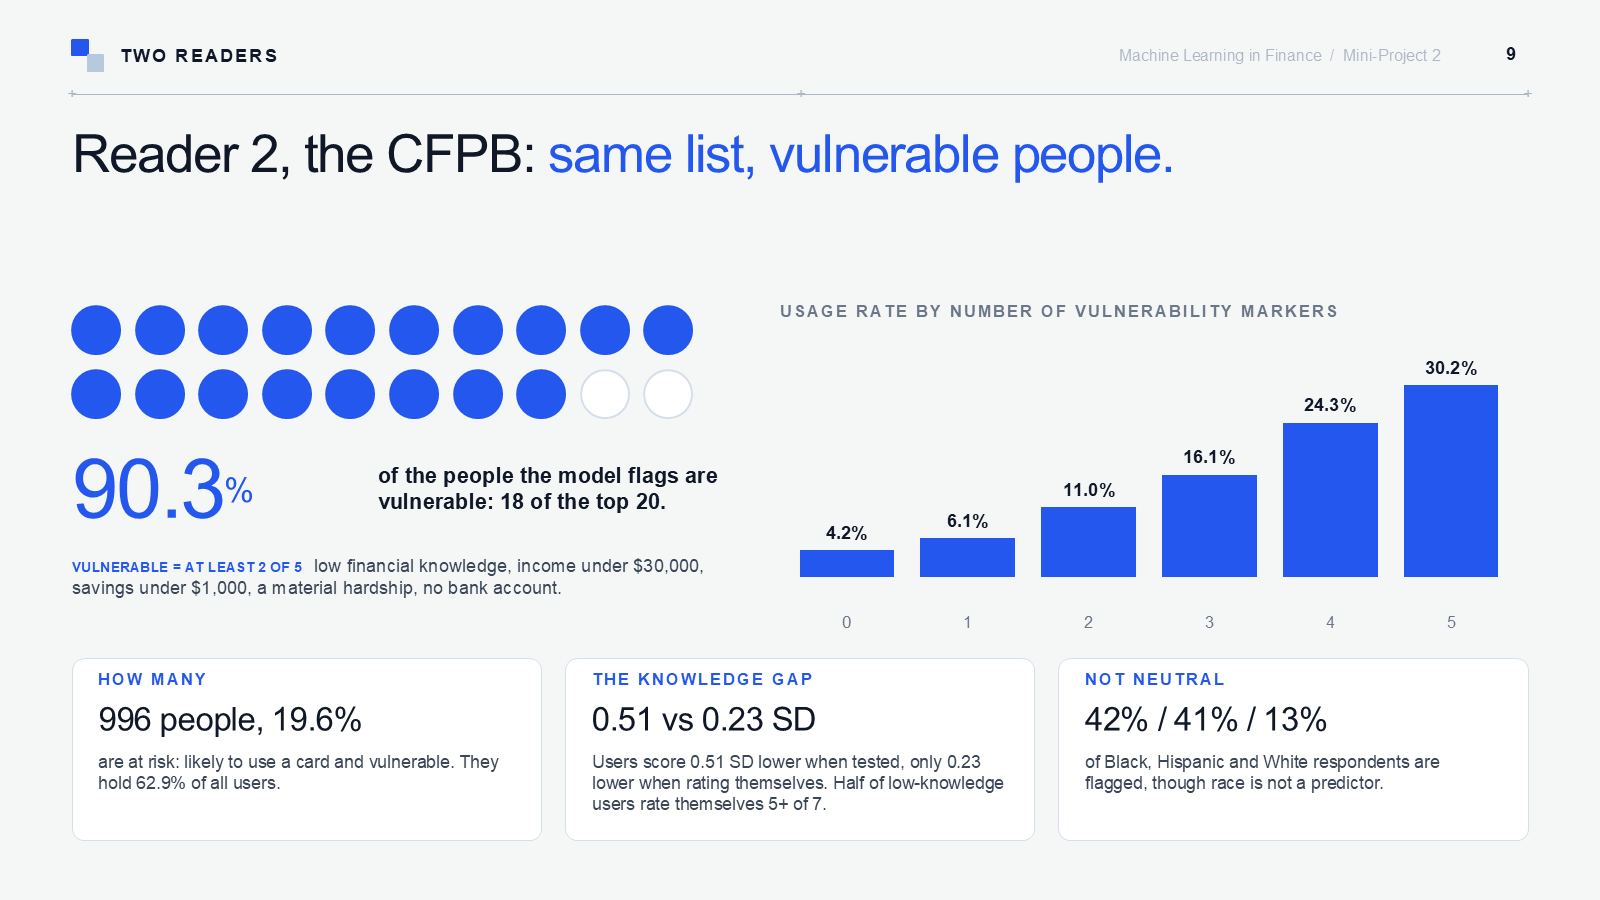 TWO READERS
Machine Learning in Finance / Mini-Project 2
9
Reader 2, the CFPB: same list, vulnerable people.
90.3%
of the people the model flags are
vulnerable: 18 of the top 20.
VULNERABLE = AT LEAST 2 OF 5 low financial knowledge, income under $30,000,
savings under $1,000, a material hardship, no bank account.
USAGE RATE BY NUMBER OF VULNERABILITY MARKERS
4.2%
6.1%
11.0%
16.1%
24.3%
30.2%
0
1
2
3
4
5
HOW MANY
996 people, 19.6%
are at risk: likely to use a card and vulnerable. They
hold 62.9% of all users.
THE KNOWLEDGE GAP
0.51 vs 0.23 SD
Users score 0.51 SD lower when tested, only 0.23
lower when rating themselves. Half of low-knowledge
users rate themselves 5+ of 7.
NOT NEUTRAL
42% / 41% / 13%
of Black, Hispanic and White respondents are
flagged, though race is not a predictor.